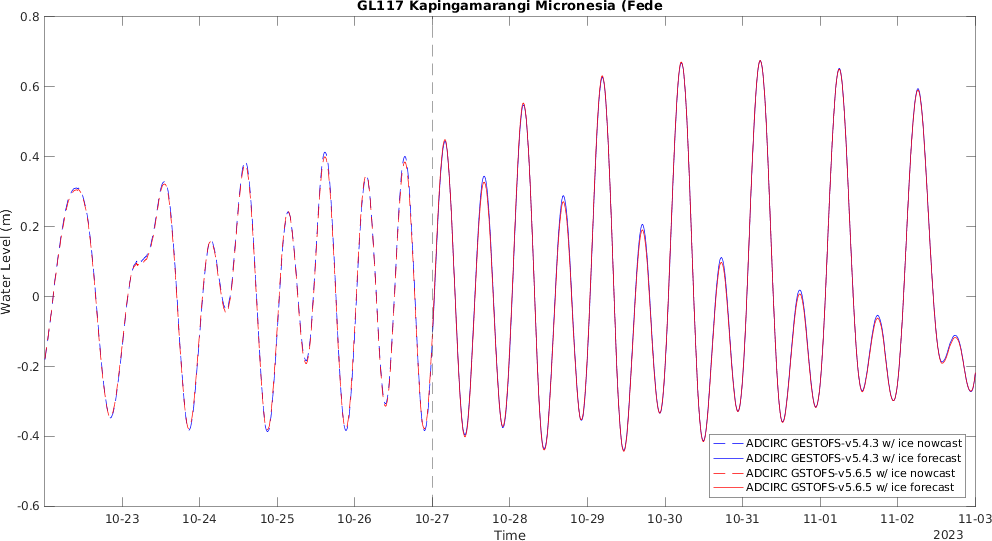 GL117 Kapingamarangi Micronesia (Fede
0.8
0.6
0.4
0.2
0
-0.2
-0.4
-0.6
Water Level (m)
ADCIRC GESTOFS-v5.4.3 w/ ice nowcast
ADCIRC GESTOFS-v5.4.3 w/ ice forecast
ADCIRC GSTOFS-v5.6.5 w/ ice nowcast
ADCIRC GSTOFS-v5.6.5 w/ ice forecast
10-23 10-24 10-25 10-26 10-27 10-28 10-29 10-30 10-31 11-01 11-02 11-03
Time
2023